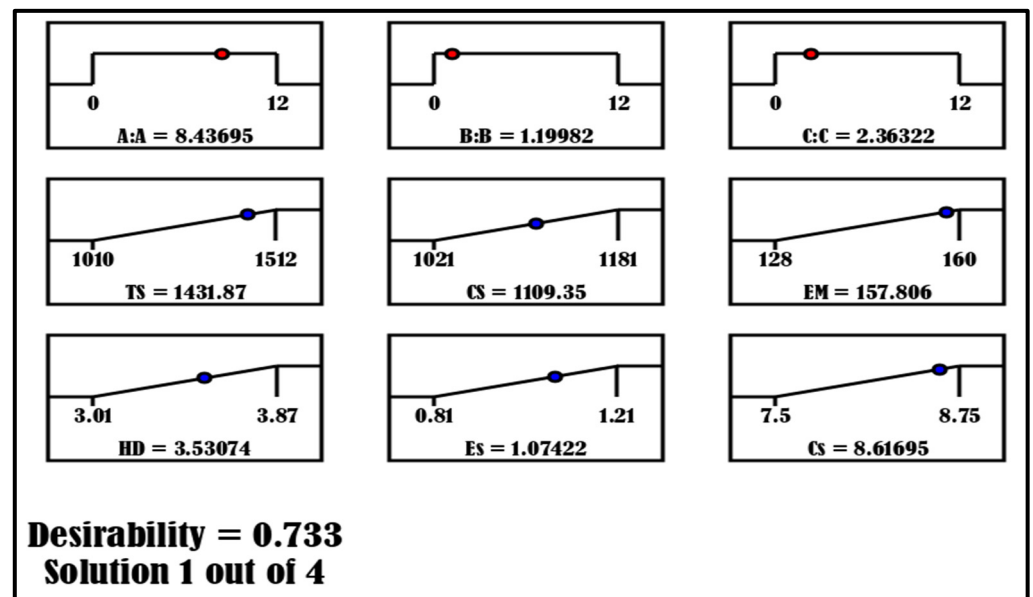 0 12
A:A = 8.43695
0 12
B:B = 1.19982
0 12
C:C = 2.36322
1010 1512
TS = 1431.87
1021 1181
CS = 1109.35
128 160
EM = 157.806
3.01 3.87
HD = 3.53074
0.81 1.21
Es = 1.07422
7.5 8.75
Cs = 8.61695
Desirability = 0.733
Solution 1 out of 4